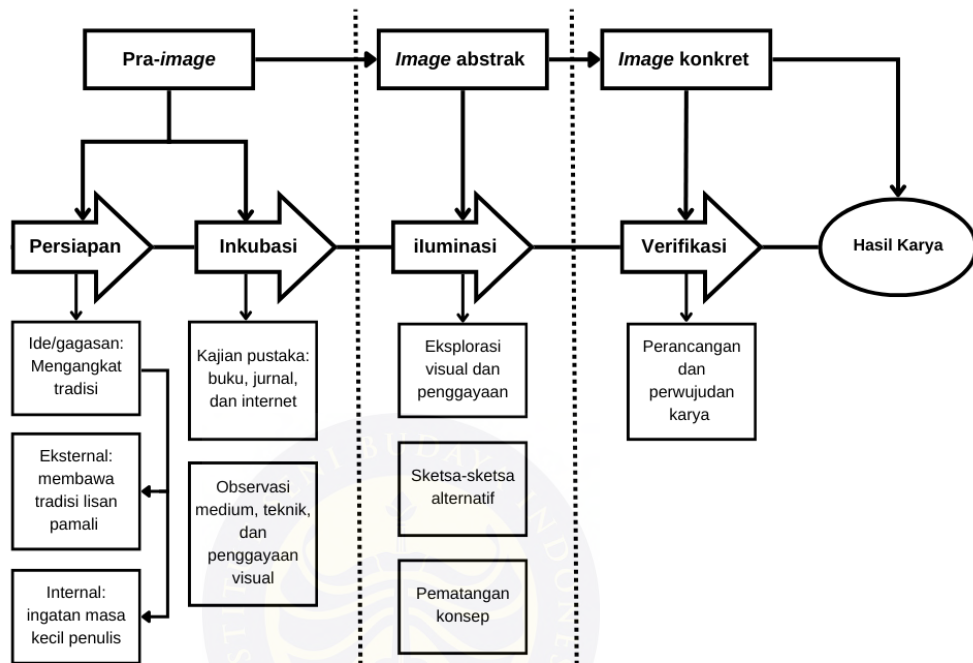 Pra-image
Image abstrak
Image konkret
Persiapan
Inkubasi
iluminasi
Verifikasi
Hasil Karya
Ide/gagasan:
Mengangkat
tradisi
Eksternal:
membawa
tradisi lisan
pamali
Internal:
ingatan masa
kecil penulis
Kajian pustaka:
buku, jurnal,
dan internet
Observasi
medium, teknik,
dan
penggayaan
visual
Eksplorasi
visual dan
penggayaan
Sketsa-sketsa
alternatif
Pematangan
konsep
Perancangan
dan
perwujudan
karya